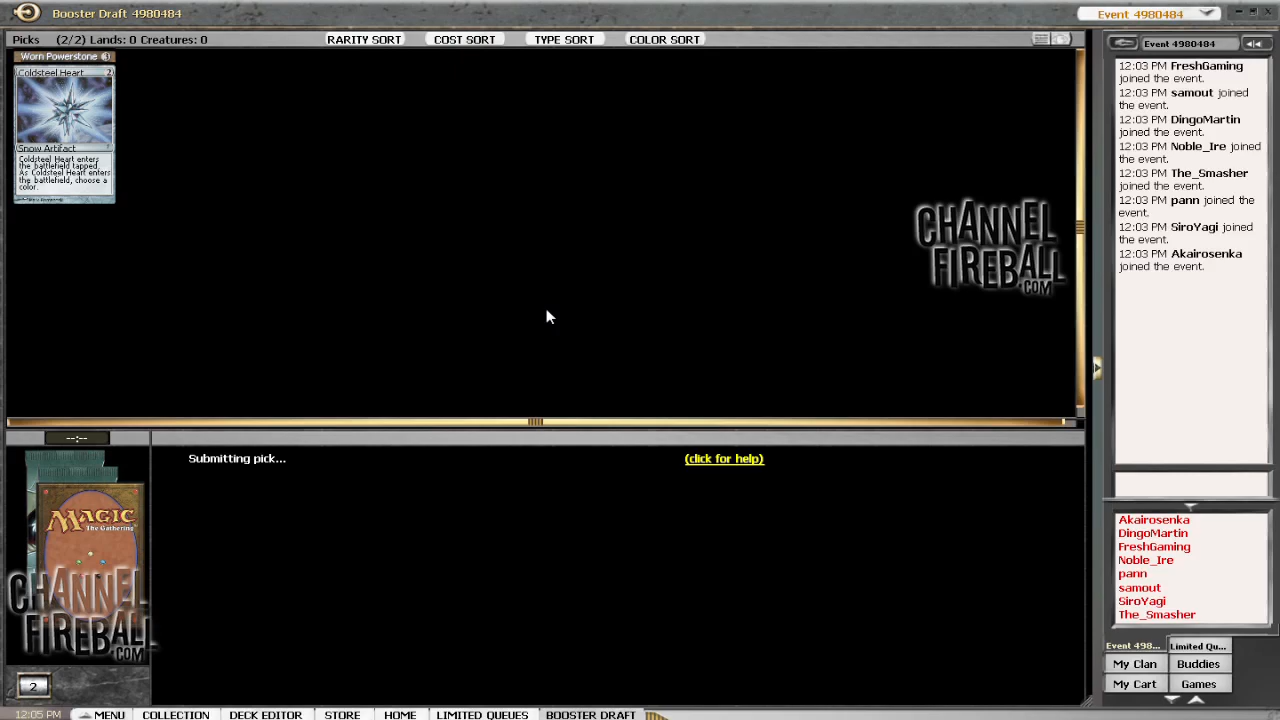 Booster Draft 4980484
Event 4980484
Picks (2/2) Lands: 0 Creatures: 0
RARITY SORT
COST SORT
TYPE SORT
COLOR SORT
Event 4980484
Worn Powerstone 3
Coldsteel Heart 2
Snow Artifact
Coldsteel Heart enters
the battlefield tapped.
As Coldsteel Heart enters
the battlefield, choose a
color.
12:03 PM FreshGaming
joined the event.
12:03 PM samout joined
the event.
12:03 PM DingoMartin
joined the event.
12:03 PM Noble_Ire
joined the event.
12:03 PM The_Smasher
joined the event.
12:03 PM pann joined the
event.
12:03 PM SiroYagi joined
the event.
12:03 PM Akairosenka
joined the event.
CHANNEL
FIREBALL
.COM
--:--
Submitting pick...
(click for help)
MAGIC
The Gathering
CHANNEL
FIREBALL
.COM
2
Akairosenka
DingoMartin
FreshGaming
Noble_Ire
pann
samout
SiroYagi
The_Smasher
Event 498...
Limited Qu...
My Clan
Buddies
My Cart
Games
12:05 PM
MENU
COLLECTION
DECK EDITOR
STORE
HOME
LIMITED QUEUES
BOOSTER DRAFT